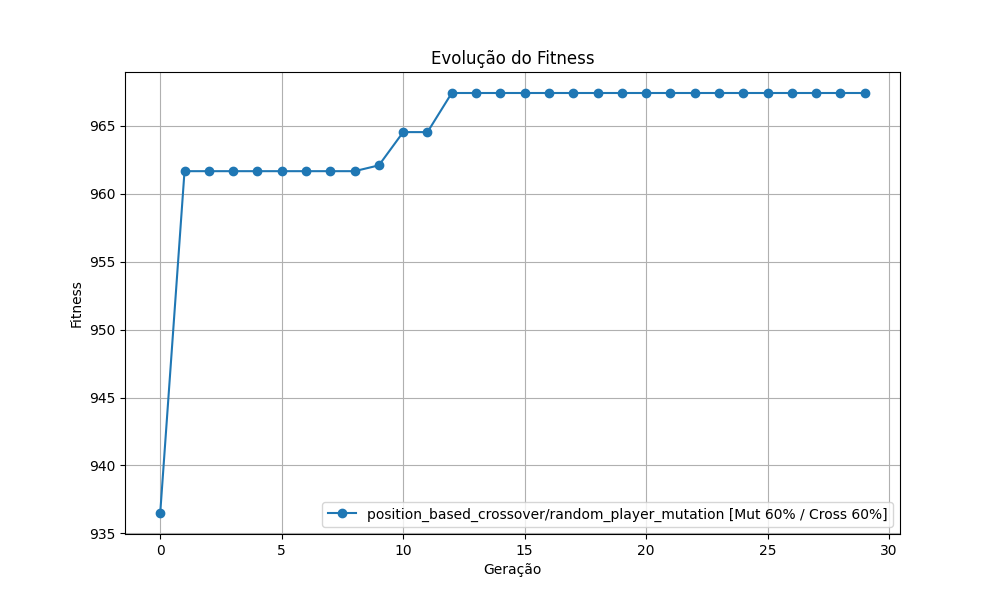 Evolução do Fitness
Fitness
965
960
955
950
945
940
935
0 5 10 15 20 25 30
Geração
position_based_crossover/random_player_mutation [Mut 60% / Cross 60%]